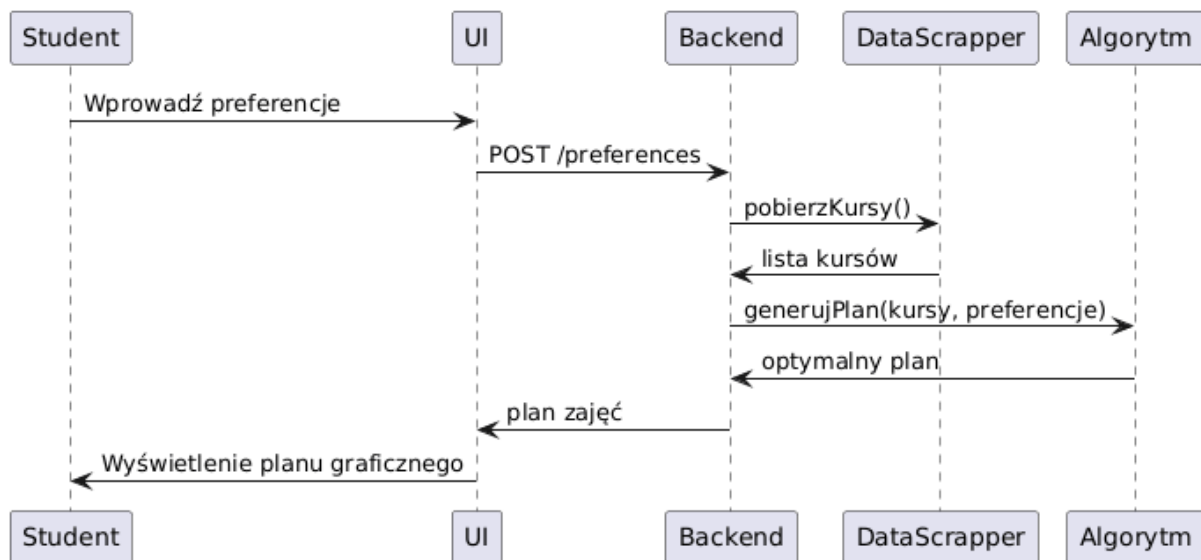 Student UI Backend DataScrapper Algorytm
Wprowadź preferencje
POST /preferences
pobierzKursy()
lista kursów
generujPlan(kursy, preferencje)
optymalny plan
plan zajęć
Wyświetlenie planu graficznego
Student UI Backend DataScrapper Algorytm